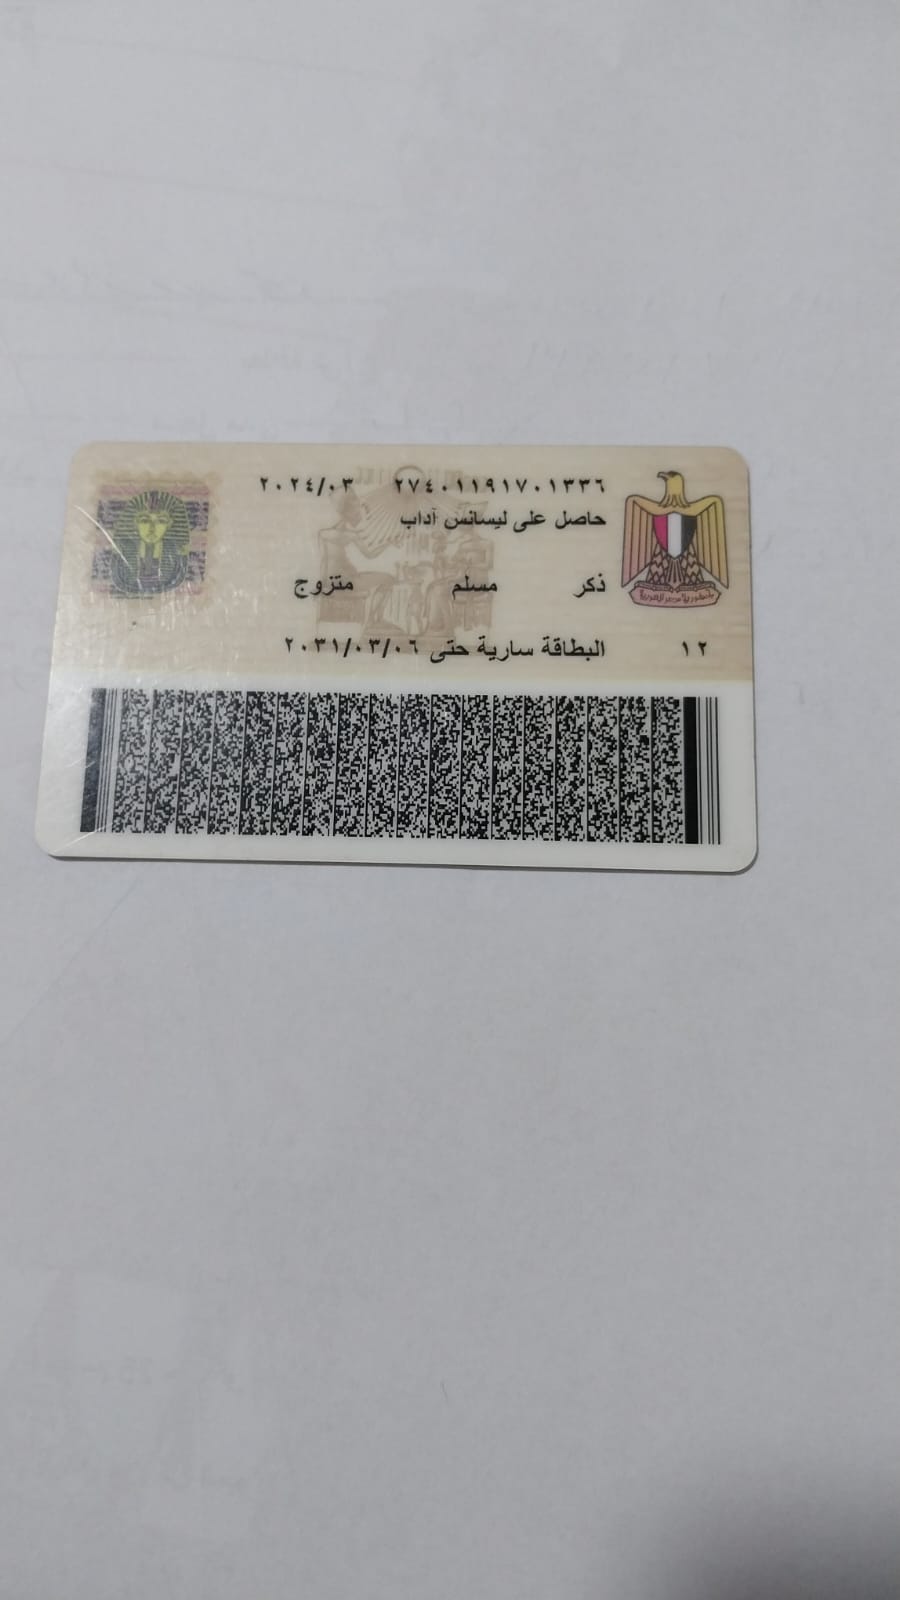 ٢٧٤٠١١٩١٧٠١٣٣٦ ٢٠٢٤/٠٣
حاصل على ليسانس آداب
ذكر مسلم متزوج
١٢ البطاقة سارية حتى ٢٠٣١/٠٣/٠٦